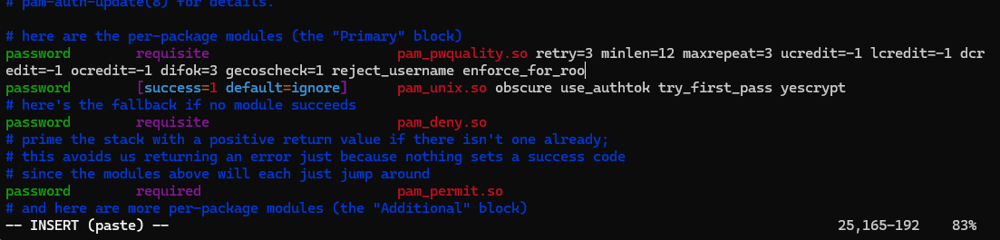 # pam-auth-update(8) for details.

# here are the per-package modules (the "Primary" block)
password        requisite                       pam_pwquality.so retry=3 minlen=12 maxrepeat=3 ucredit=-1 lcredit=-1 dcr
edit=-1 ocredit=-1 difok=3 gecoscheck=1 reject_username enforce_for_roo
password        [success=1 default=ignore]      pam_unix.so obscure use_authtok try_first_pass yescrypt
# here's the fallback if no module succeeds
password        requisite                       pam_deny.so
# prime the stack with a positive return value if there isn't one already;
# this avoids us returning an error just because nothing sets a success code
# since the modules above will each just jump around
password        required                        pam_permit.so
# and here are more per-package modules (the "Additional" block)
-- INSERT (paste) --                                                                                  25,165-192    83%